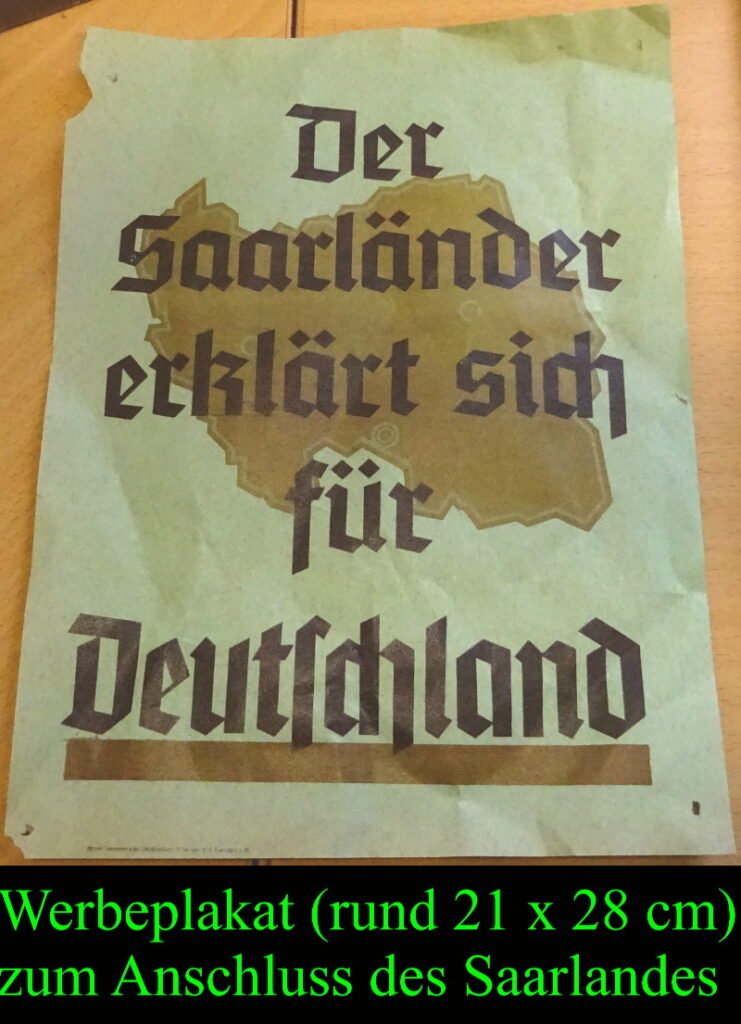 Der
Saarländer
erklärt sich
für
Deutschland
Werbeplakat (rund 21 x 28 cm)
zum Anschluss des Saarlandes